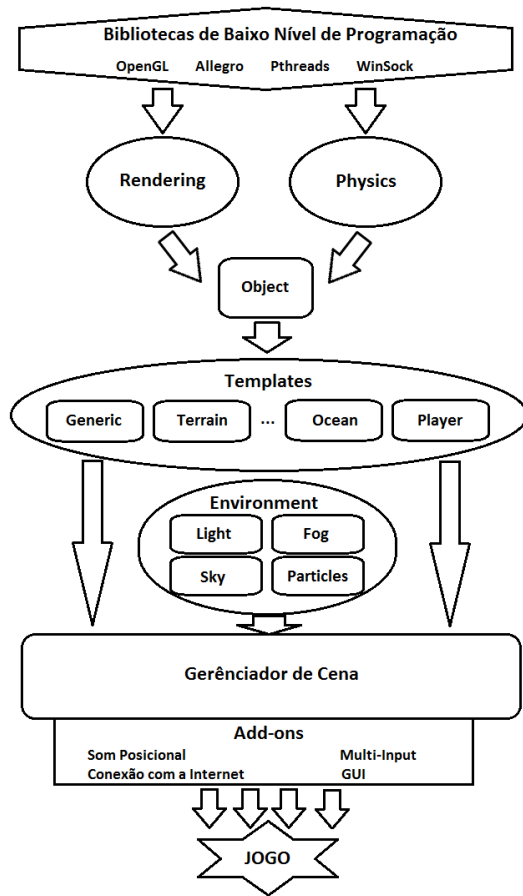 Bibliotecas de Baixo Nível de Programação
OpenGL Allegro Pthreads WinSock
Rendering Physics
Object
Templates
Generic Terrain ... Ocean Player
Environment
Light Fog
Sky Particles
Gerênciador de Cena
Add-ons
Som Posicional Multi-Input
Conexão com a Internet GUI
JOGO